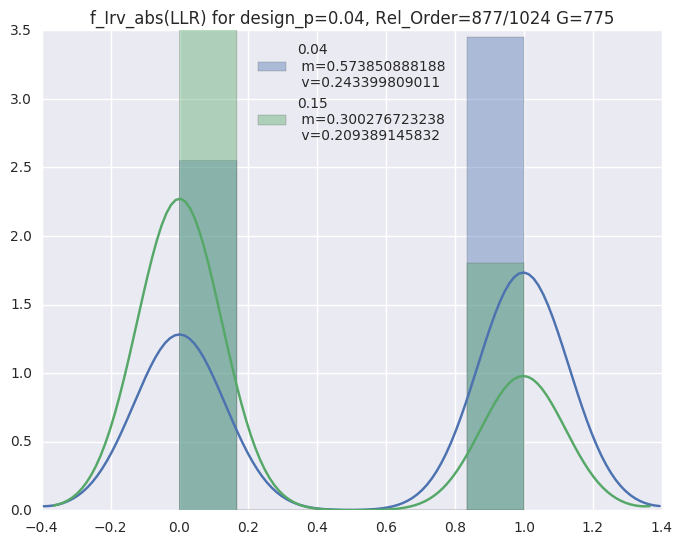 f_Irv_abs(LLR) for design_p=0.04, Rel_Order=877/1024 G=775
3.5
3.0
2.5
2.0
1.5
1.0
0.5
0.0
0.04
m=0.573850888188
v=0.243399809011
0.15
m=0.300276723238
v=0.209389145832
−0.4 −0.2 0.0 0.2 0.4 0.6 0.8 1.0 1.2 1.4